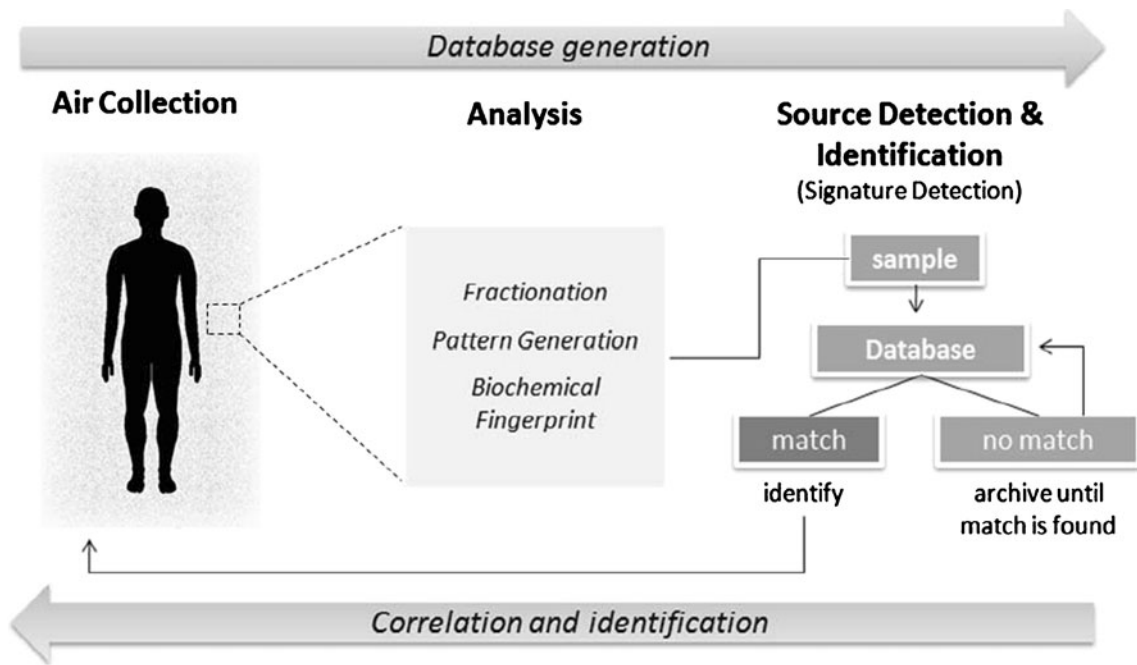 Database generation
Air Collection
Analysis
Source Detection &
Identification
(Signature Detection)
Fractionation
Pattern Generation
Biochemical
Fingerprint
sample
Database
match
no match
identify
archive until
match is found
Correlation and identification